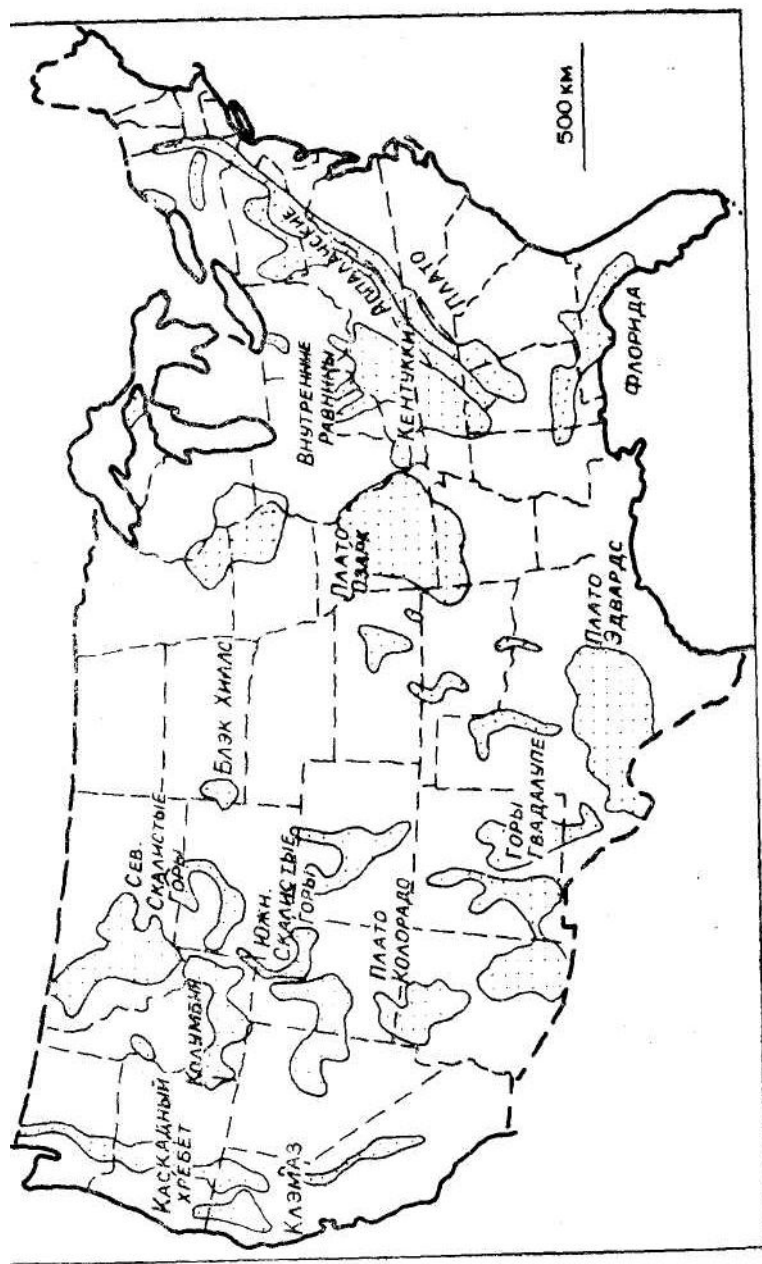 КАСКАДНЫЙ
ХРЕБЕТ
КЛЭМАЗ
КОЛУМБИЯ
СЕВ.
СКАЛИСТЫЕ
ГОРЫ
ЮЖН.
СКАЛИСТЫЕ
ГОРЫ
ПЛАТО
КОЛОРАДО
БЛЭК ХИЛЛС
ГОРЫ
ГВАДАЛУПЕ
ПЛАТО
ЭДВАРДС
ПЛАТО
ОЗАРК
ВНУТРЕННИЕ
РАВНИНЫ
КЕНТУККИ
АППАЛАЧСКИЕ
ПЛАТО
ФЛОРИДА
500 КМ